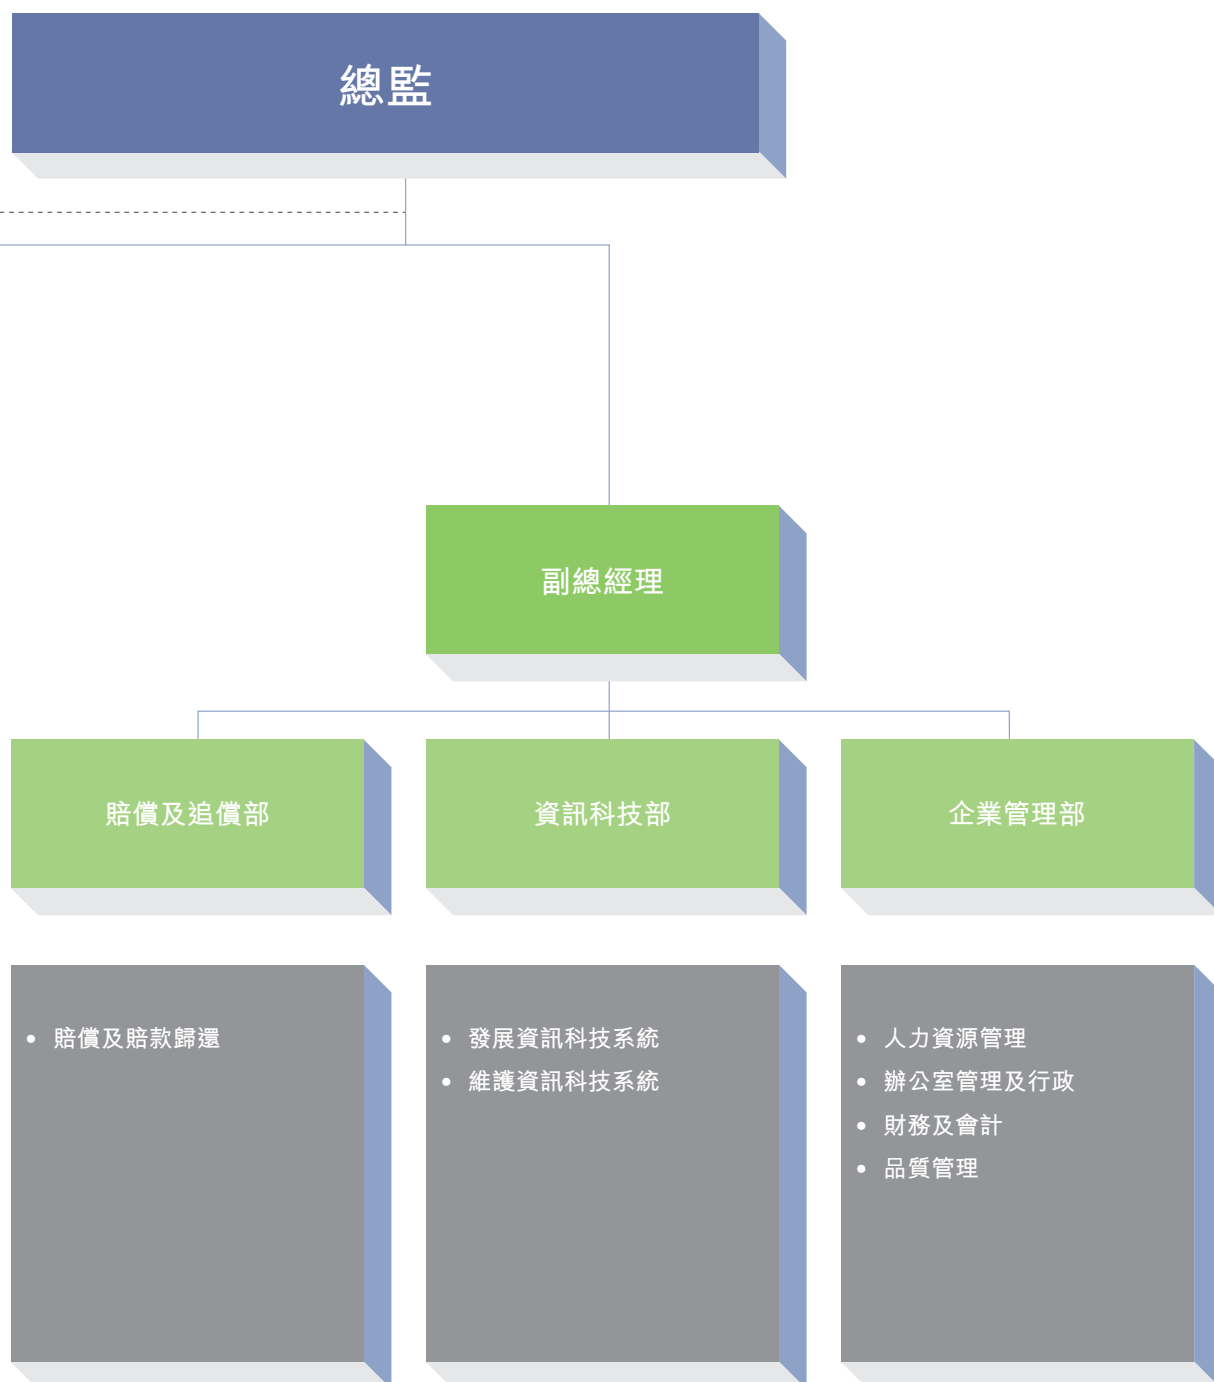 總監
副總經理
賠償及追償部
資訊科技部
企業管理部
• 賠償及賠款歸還
• 發展資訊科技系統
• 維護資訊科技系統
• 人力資源管理
• 辦公室管理及行政
• 財務及會計
• 品質管理